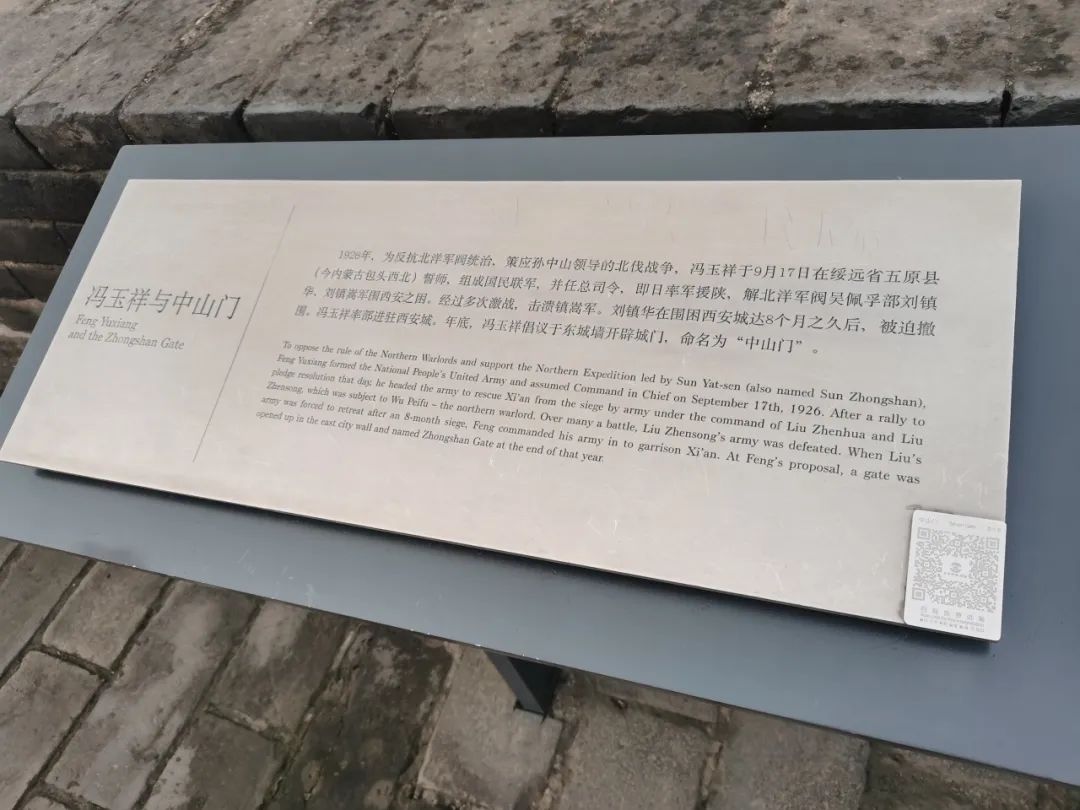 冯玉祥与中山门
Feng Yuxiang
and the Zhongshan Gate
1926年，为反抗北洋军阀统治、策应孙中山领导的北伐战争，冯玉祥于9月17日在绥远省五原县
（今内蒙古包头西北）誓师，组成国民联军，并任总司令，即日率军援陕，解北洋军阀吴佩孚部刘镇
华、刘镇嵩军围西安之困。经过多次激战，击溃镇嵩军。刘镇华在围困西安城达8个月之久后，被迫撤
围。冯玉祥率部进驻西安城。年底，冯玉祥倡议于东城墙开辟城门，命名为“中山门”。
To oppose the rule of the Northern Warlords and support the Northern Expedition led by Sun Yat-sen (also named Sun Zhongshan),
Feng Yuxiang formed the National People's United Army and assumed Command in Chief on September 17th, 1926. After a rally to
pledge resolution that day, he headed the army to rescue Xi'an from the siege by army under the command of Liu Zhenhua and Liu
Zhensong, which was subject to Wu Peifu – the northern warlord. Over many a battle, Liu Zhensong's army was defeated. When Liu's
army was forced to retreat after an 8-month siege, Feng commanded his army in to garrison Xi'an. At Feng's proposal, a gate was
opened up in the east city wall and named Zhongshan Gate at the end of that year.